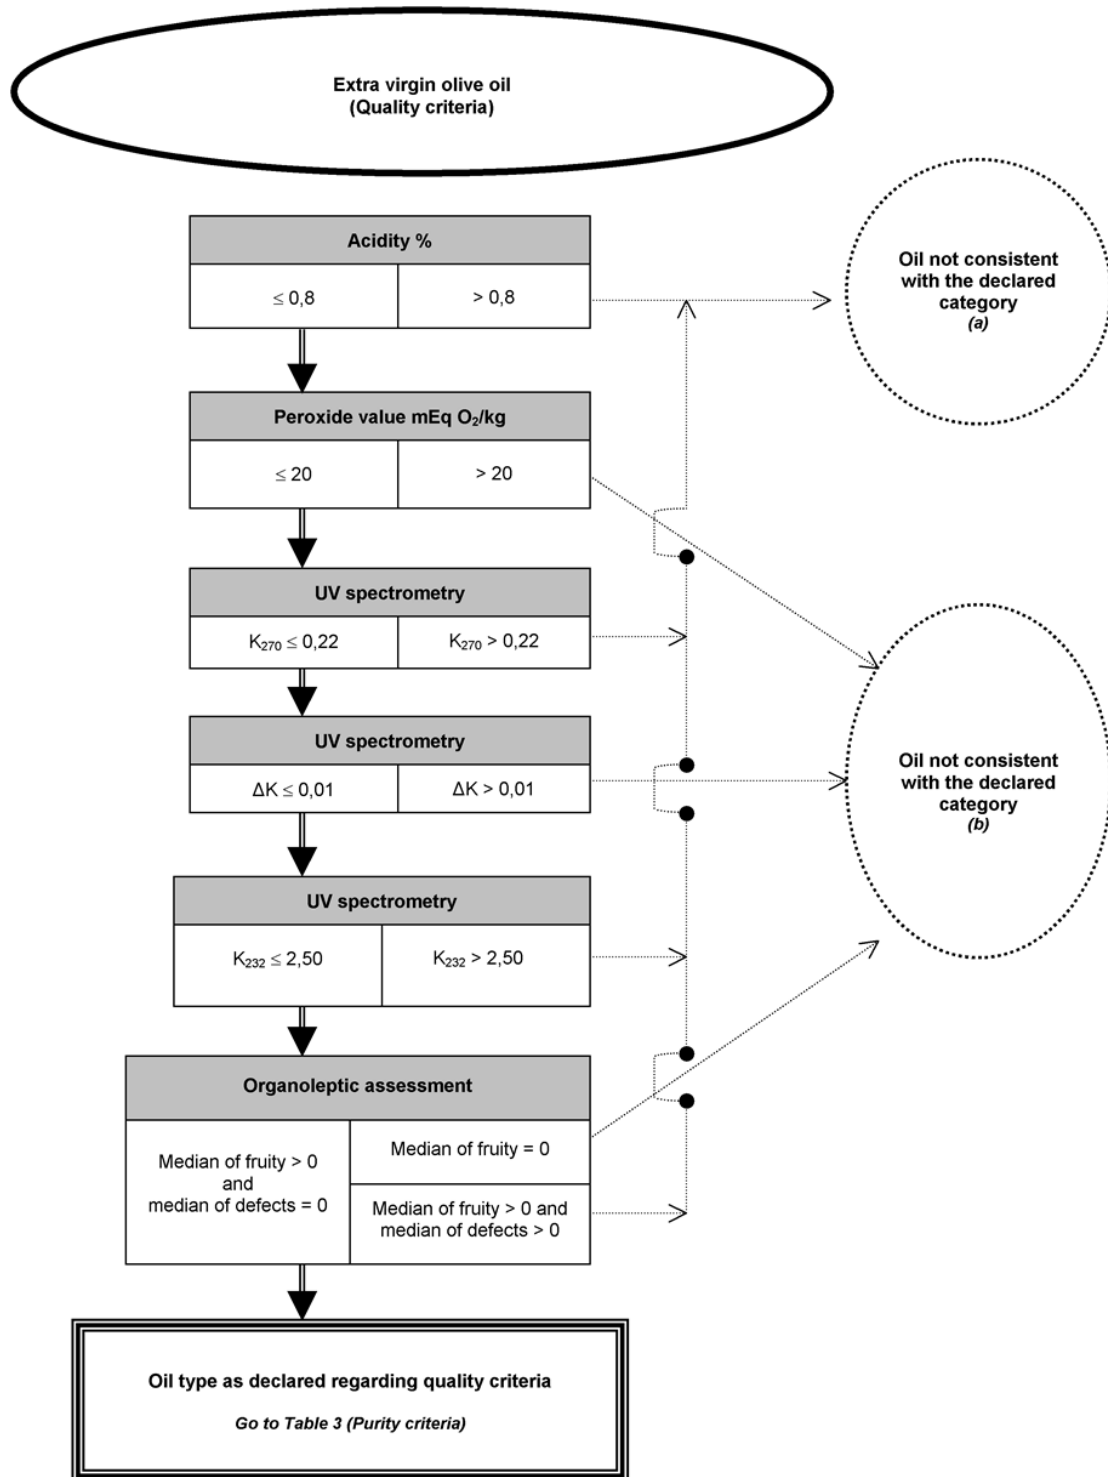 Extra virgin olive oil
(Quality criteria)
Acidity %
≤ 0,8
> 0,8
Oil not consistent
with the declared
category
(a)
Peroxide value mEq O₂/kg
≤ 20
> 20
UV spectrometry
K₂₇₀ ≤ 0,22
K₂₇₀ > 0,22
UV spectrometry
ΔK ≤ 0,01
ΔK > 0,01
Oil not consistent
with the declared
category
(b)
UV spectrometry
K₂₃₂ ≤ 2,50
K₂₃₂ > 2,50
Organoleptic assessment
Median of fruity > 0
and
median of defects = 0
Median of fruity = 0
Median of fruity > 0 and
median of defects > 0
Oil type as declared regarding quality criteria
Go to Table 3 (Purity criteria)